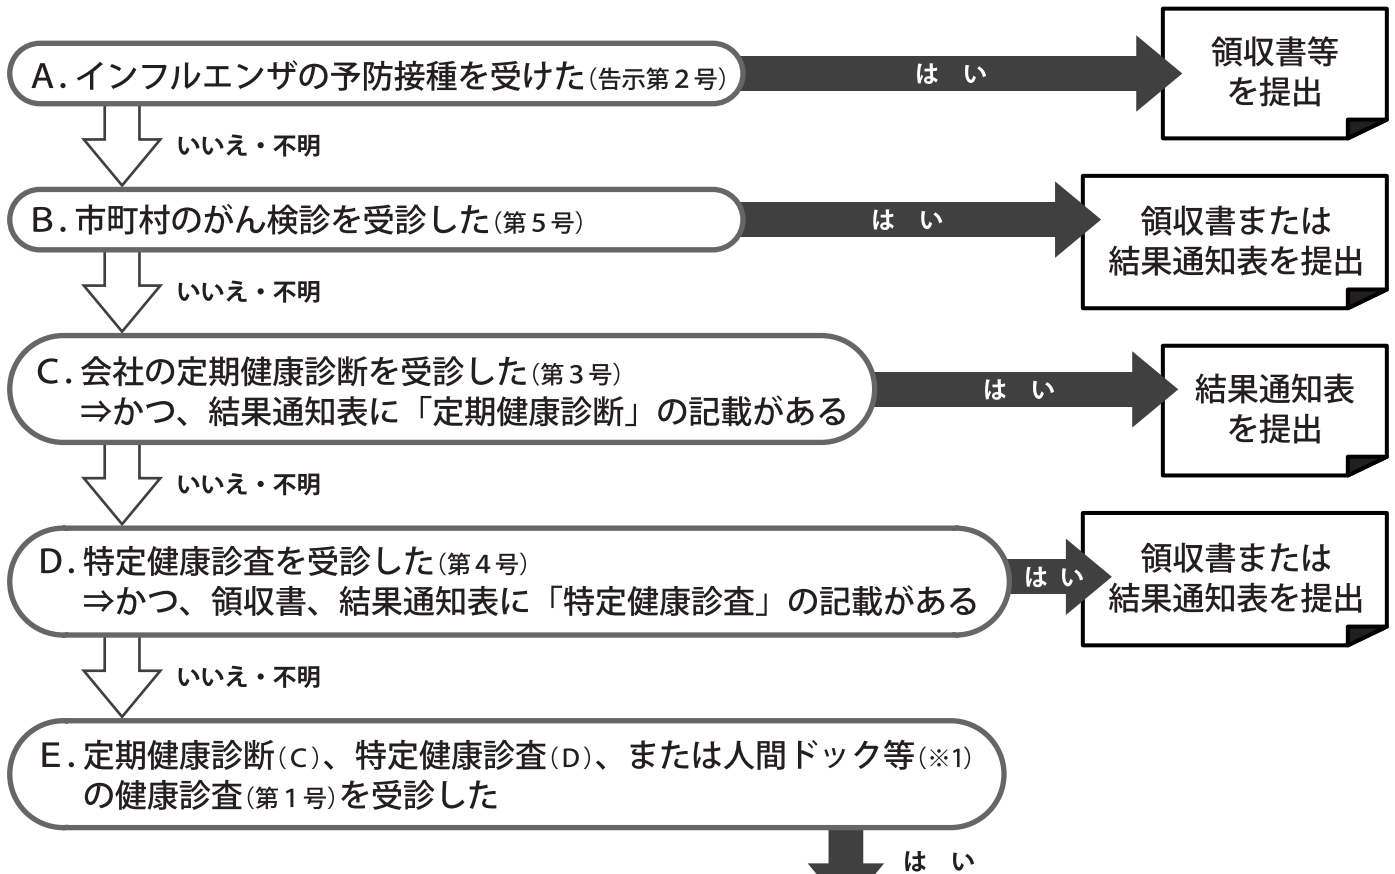 A. インフルエンザの予防接種を受けた(告示第2号)
は い
領収書等
を提出
いいえ・不明
B. 市町村のがん検診を受診した(第5号)
は い
領収書または
結果通知表を提出
いいえ・不明
C. 会社の定期健康診断を受診した(第3号)
⇒かつ、結果通知表に「定期健康診断」の記載がある
は い
結果通知表
を提出
いいえ・不明
D. 特定健康診査を受診した(第4号)
⇒かつ、領収書、結果通知表に「特定健康診査」の記載がある
は い
領収書または
結果通知表を提出
いいえ・不明
E. 定期健康診断(C)、特定健康診査(D)、または人間ドック等(※1)
の健康診査(第1号)を受診した
は い